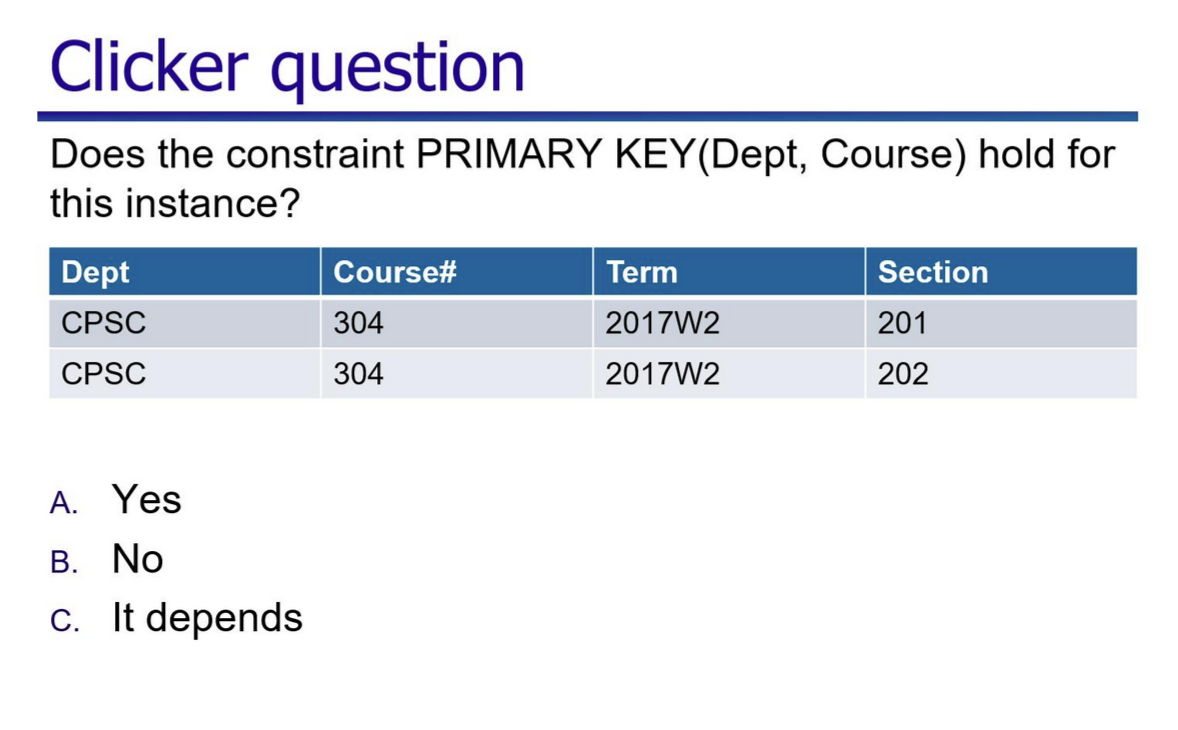 Clicker question
Does the constraint PRIMARY KEY(Dept, Course) hold for
this instance?
Dept Course# Term Section
CPSC 304 2017W2 201
CPSC 304 2017W2 202
A. Yes
B. No
C. It depends